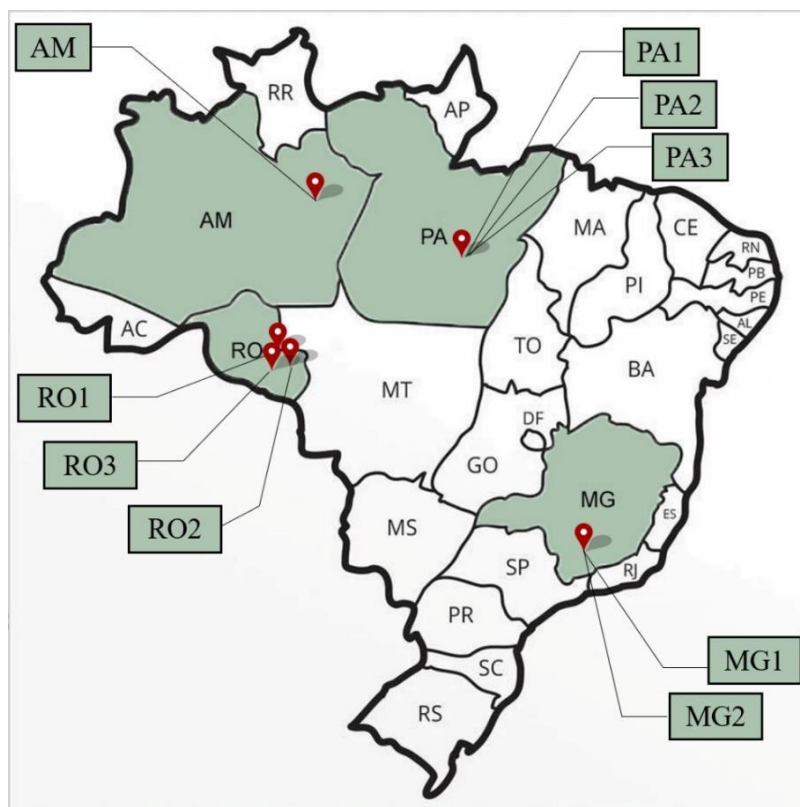 AM
PA1
RR
PA2
AP
PA3
AM
PA
MA
CE
RN
PB
PI
PE
AL
SE
AC
RO
TO
BA
MT
RO1
DF
RO3
GO
MG
ES
RO2
MS
SP
RJ
PR
MG1
SC
MG2
RS